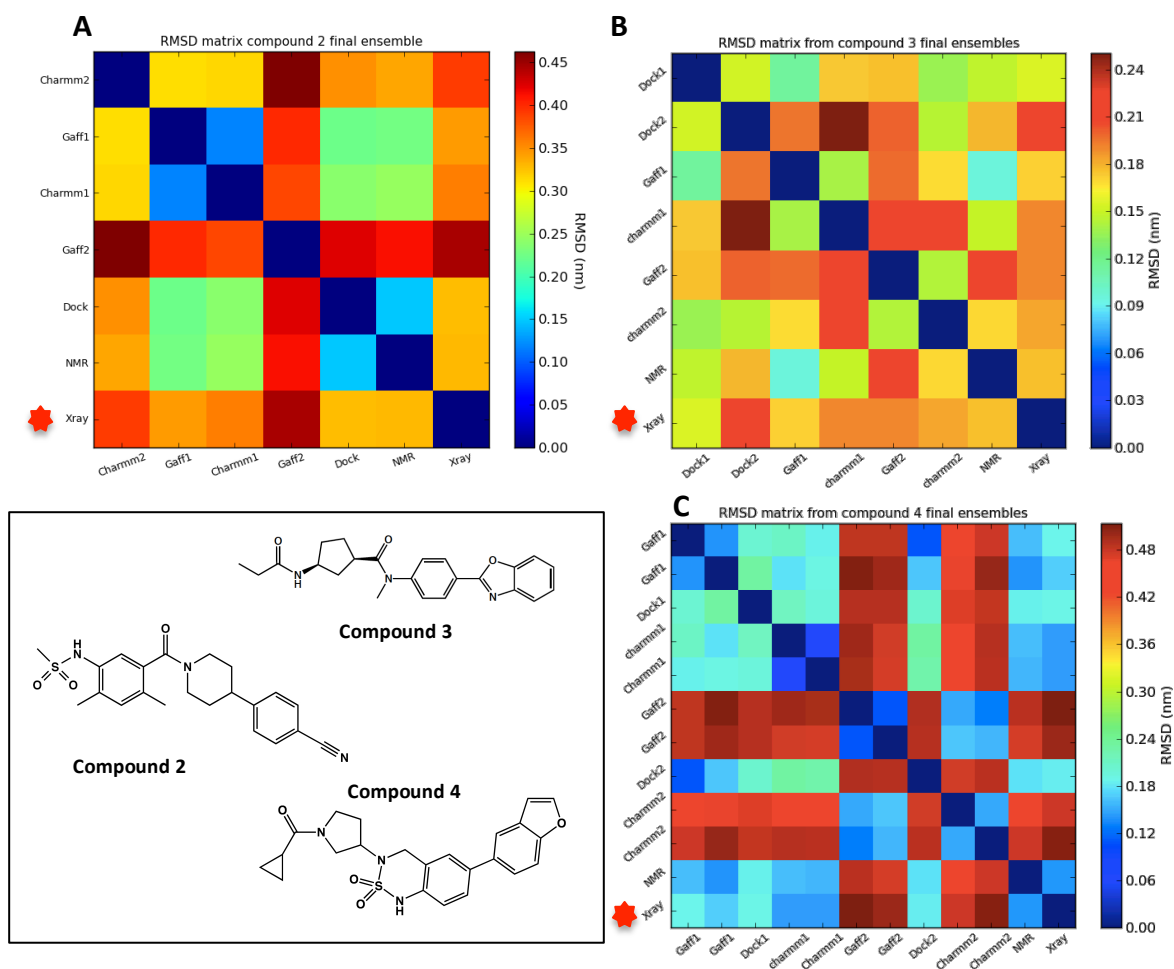 A
RMSD matrix compound 2 final ensemble
Charmm2
Gaff1
Charmm1
Gaff2
Dock
NMR
Xray
Charmm2 Gaff1 Charmm1 Gaff2 Dock NMR Xray
0.45
0.40
0.35
0.30
0.25
0.20
0.15
0.10
0.05
0.00
RMSD (nm)
B
RMSD matrix from compound 3 final ensembles
Dock1
Dock2
Gaff1
charmm1
Gaff2
charmm2
NMR
Xray
Dock1 Dock2 Gaff1 charmm1 Gaff2 charmm2 NMR Xray
0.24
0.21
0.18
0.15
0.12
0.09
0.06
0.03
0.00
RMSD (nm)
O
O
O
N
H
N
N
Compound 3
O
H
N
S
O O
N
N
Compound 2
Compound 4
O
N
O
N
S
O
O
NH
C
RMSD matrix from compound 4 final ensembles
Gaff1
Gaff1
Dock1
charmm1
Charmm1
Gaff2
Gaff2
Dock2
Charmm2
Charmm2
NMR
Xray
Gaff1 Gaff1 Dock1 charmm1 Charmm1 Gaff2 Gaff2 Dock2 Charmm2 Charmm2 NMR Xray
0.48
0.42
0.36
0.30
0.24
0.18
0.12
0.06
0.00
RMSD (nm)